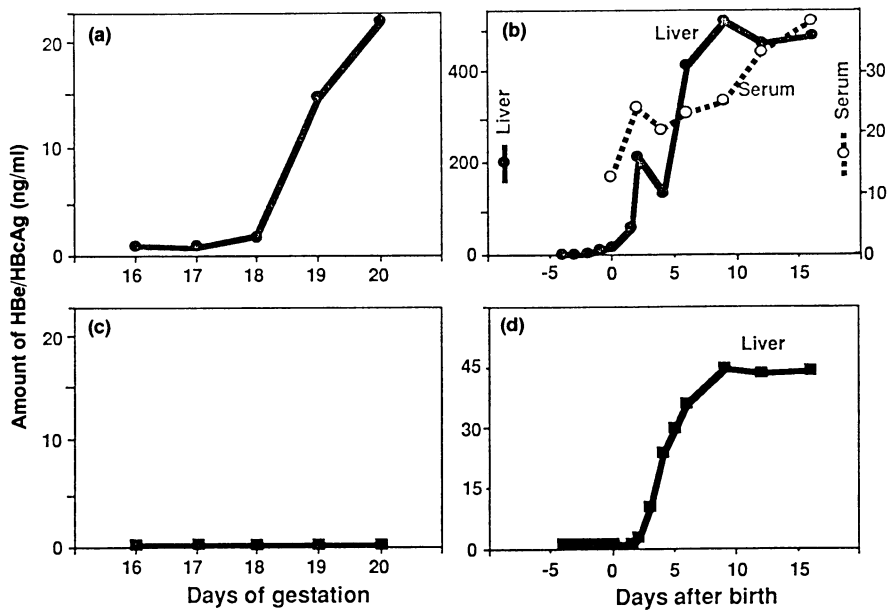 Amount of HBe/HBcAg (ng/ml)
(a)
20
10
0
16 17 18 19 20
(b)
Liver
Serum
Liver
400
200
0
Serum
30
20
10
0
-5 0 5 10 15
(c)
20
10
0
16 17 18 19 20
Days of gestation
(d)
Liver
45
30
15
0
-5 0 5 10 15
Days after birth